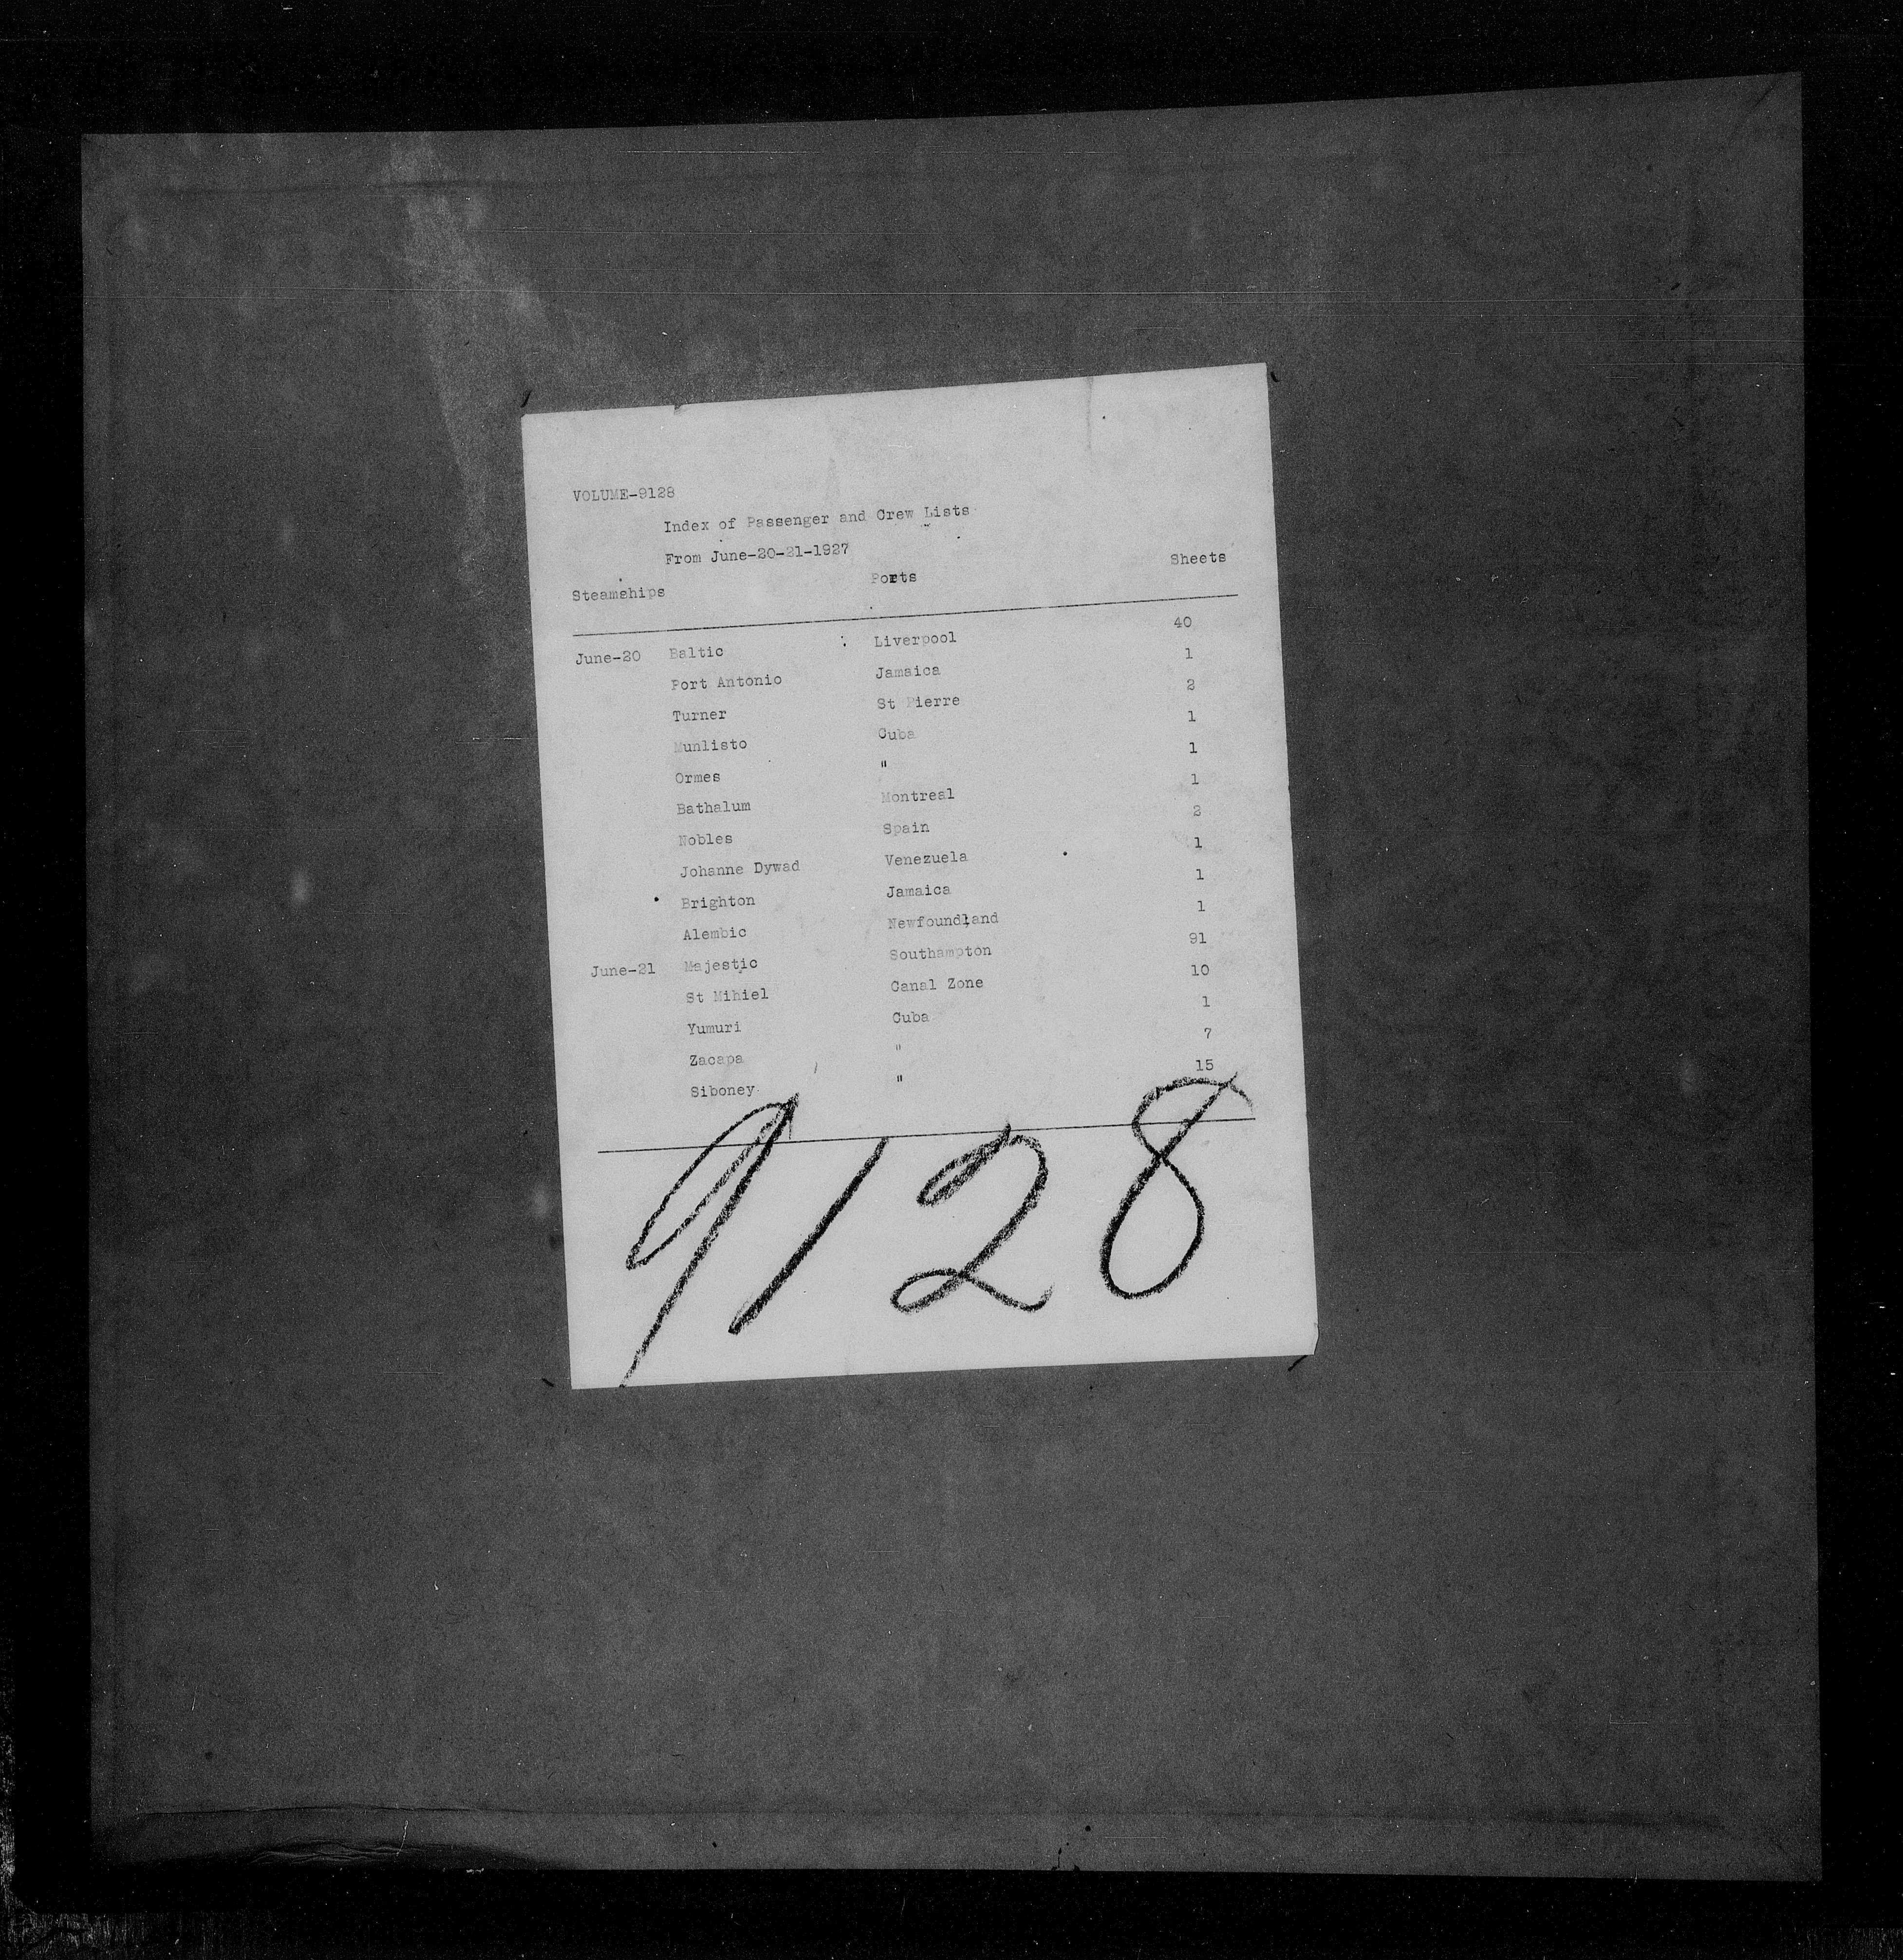 VOLUME-9128
Index of Passenger and Crew Lists
From June-20-21-1927
Steamships Ports Sheets
June-20 Baltic Liverpool 40
Port Antonio Jamaica 1
Turner St Pierre 2
Munlisto Cuba 1
Ormes " 1
Bathalum Montreal 1
Nobles Spain 2
Johanne Dywad Venezuela 1
Brighton Jamaica 1
Alembic Newfoundland 1
June-21 Majestic Southampton 91
St Mihiel Canal Zone 10
Yumuri Cuba 1
Zacapa " 7
Siboney " 15
9128